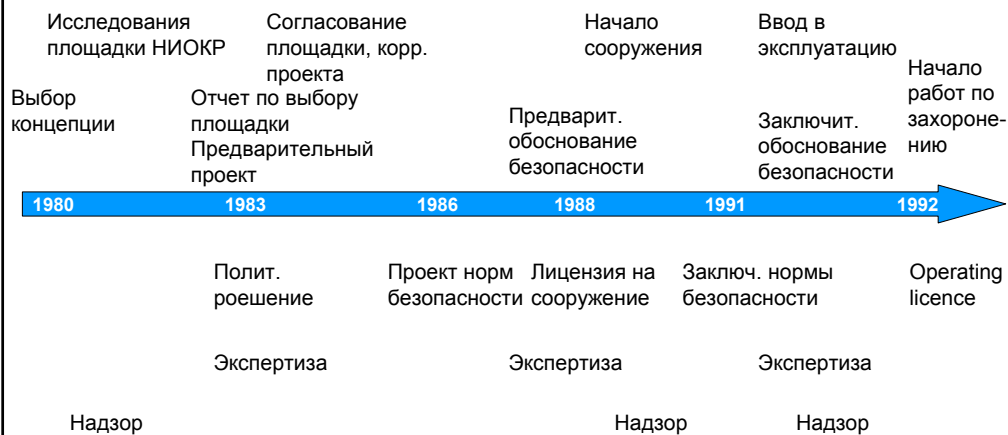 Исследования
площадки НИОКР
Согласование
площадки, корр.
проекта
Начало
сооружения
Ввод в
эксплуатацию
Начало
работ по
захороне-
нию
Выбор
концепции
Отчет по выбору
площадки
Предварительный
проект
Предварит.
обоснование
безопасности
Заключит.
обоснование
безопасности
1980 1983 1986 1988 1991 1992
Полит.
роешение
Проект норм
безопасности
Лицензия на
сооружение
Заключ. нормы
безопасности
Operating
licence
Экспертиза Экспертиза Экспертиза
Надзор Надзор Надзор